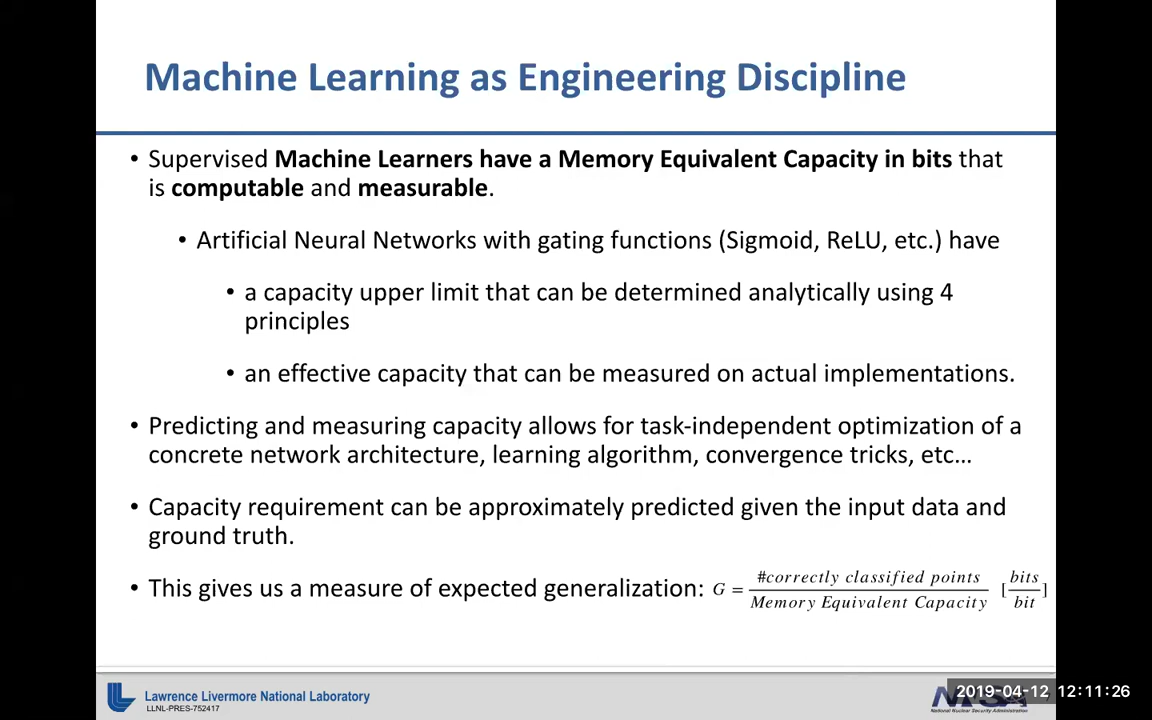 Machine Learning as Engineering Discipline
• Supervised Machine Learners have a Memory Equivalent Capacity in bits that
is computable and measurable.
• Artificial Neural Networks with gating functions (Sigmoid, ReLU, etc.) have
• a capacity upper limit that can be determined analytically using 4
principles
• an effective capacity that can be measured on actual implementations.
• Predicting and measuring capacity allows for task-independent optimization of a
concrete network architecture, learning algorithm, convergence tricks, etc…
• Capacity requirement can be approximately predicted given the input data and
ground truth.
• This gives us a measure of expected generalization: G = #correctly classified points / Memory Equivalent Capacity [bits/bit]
Lawrence Livermore National Laboratory
LLNL-PRES-752417
2019-04-12 12:11:26
National Nuclear Security Administration